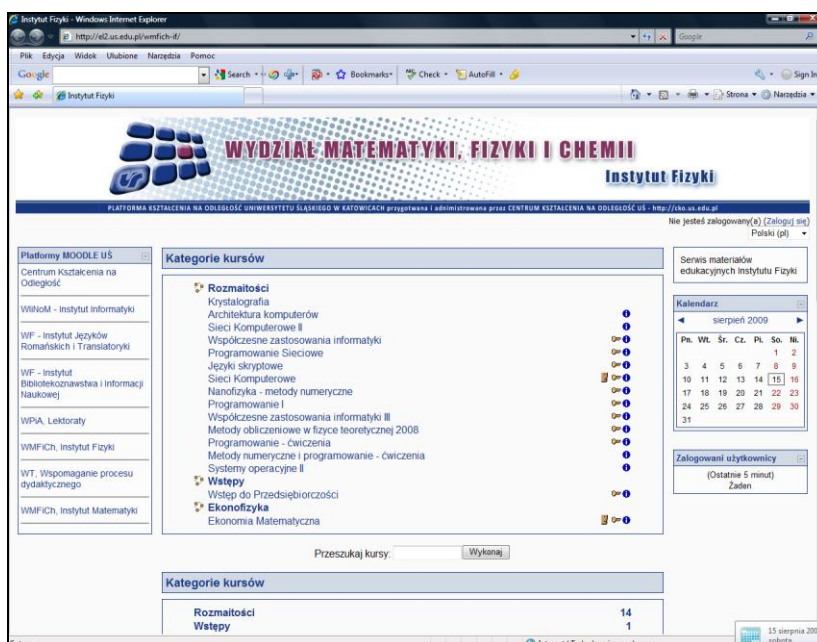 Instytut Fizyki - Windows Internet Explorer
http://el2.us.edu.pl/wmfich-if/
Google
Plik Edycja Widok Ulubione Narzędzia Pomoc
Google Search Bookmarks Check AutoFill Sign In
Instytut Fizyki
Strona Narzędzia
WYDZIAŁ MATEMATYKI, FIZYKI I CHEMII
Instytut Fizyki
PLATFORMA KSZTAŁCENIA NA ODLEGŁOŚĆ UNIWERSYTETU ŚLĄSKIEGO W KATOWICACH przygotwana i administrowana przez CENTRUM KSZTAŁCENIA NA ODLEGŁOŚĆ UŚ - http://cko.us.edu.pl
Nie jesteś zalogowany(a) (Zaloguj się)
Polski (pl)
Platformy MOODLE UŚ
Centrum Kształcenia na
Odległość
WIiNoM - Instytut Informatyki
WF - Instytut Języków
Romańskich i Translatoryki
WF - Instytut
Bibliotekoznawstwa i Informacji
Naukowej
WPiA, Lektoraty
WMFiCh, Instytut Fizyki
WT, Wspomaganie procesu
dydaktycznego
WMFiCh, Instytut Matematyki
Kategorie kursów
Rozmaitości
Krystalografia
Architektura komputerów
Sieci Komputerowe II
Współczesne zastosowania informatyki
Programowanie Sieciowe
Języki skryptowe
Sieci Komputerowe
Nanofizyka - metody numeryczne
Programowanie I
Współczesne zastosowania informatyki III
Metody obliczeniowe w fizyce teoretycznej 2008
Programowanie - ćwiczenia
Metody numeryczne i programowanie - ćwiczenia
Systemy operacyjne II
Wstępy
Wstęp do Przedsiębiorczości
Ekonofizyka
Ekonomia Matematyczna
Przeszukaj kursy: Wykonaj
Kategorie kursów
Rozmaitości 14
Wstępy 1
Serwis materiałów
edukacyjnych Instytutu Fizyki
Kalendarz
sierpień 2009
Pn. Wt. Śr. Cz. Pi. So. Ni.
1 2
3 4 5 6 7 8 9
10 11 12 13 14 15 16
17 18 19 20 21 22 23
24 25 26 27 28 29 30
31
Zalogowani użytkownicy
(Ostatnie 5 minut)
Żaden
15 sierpnia 200
sobota